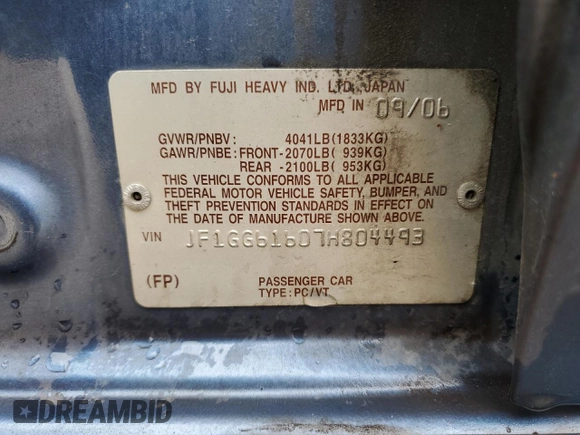 MFD BY FUJI HEAVY IND. LTD. JAPAN
MFD IN 09/06
GVWR/PNBV: 4041LB(1833KG)
GAWR/PNBE: FRONT-2070LB( 939KG)
REAR -2100LB( 953KG)
THIS VEHICLE CONFORMS TO ALL APPLICABLE
FEDERAL MOTOR VEHICLE SAFETY, BUMPER, AND
THEFT PREVENTION STANDARDS IN EFFECT ON
THE DATE OF MANUFACTURE SHOWN ABOVE.
VIN JF1GG61607H804493
(FP) PASSENGER CAR
TYPE:PC/VT
DREAMBID